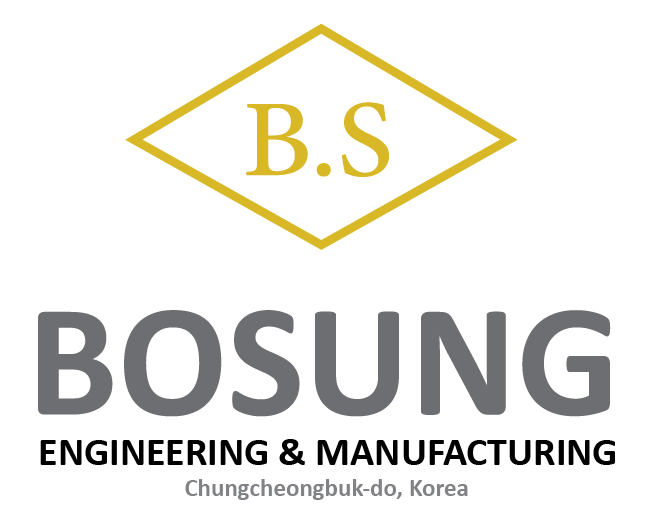 B.S
BOSUNG
ENGINEERING & MANUFACTURING
Chungcheongbuk-do, Korea